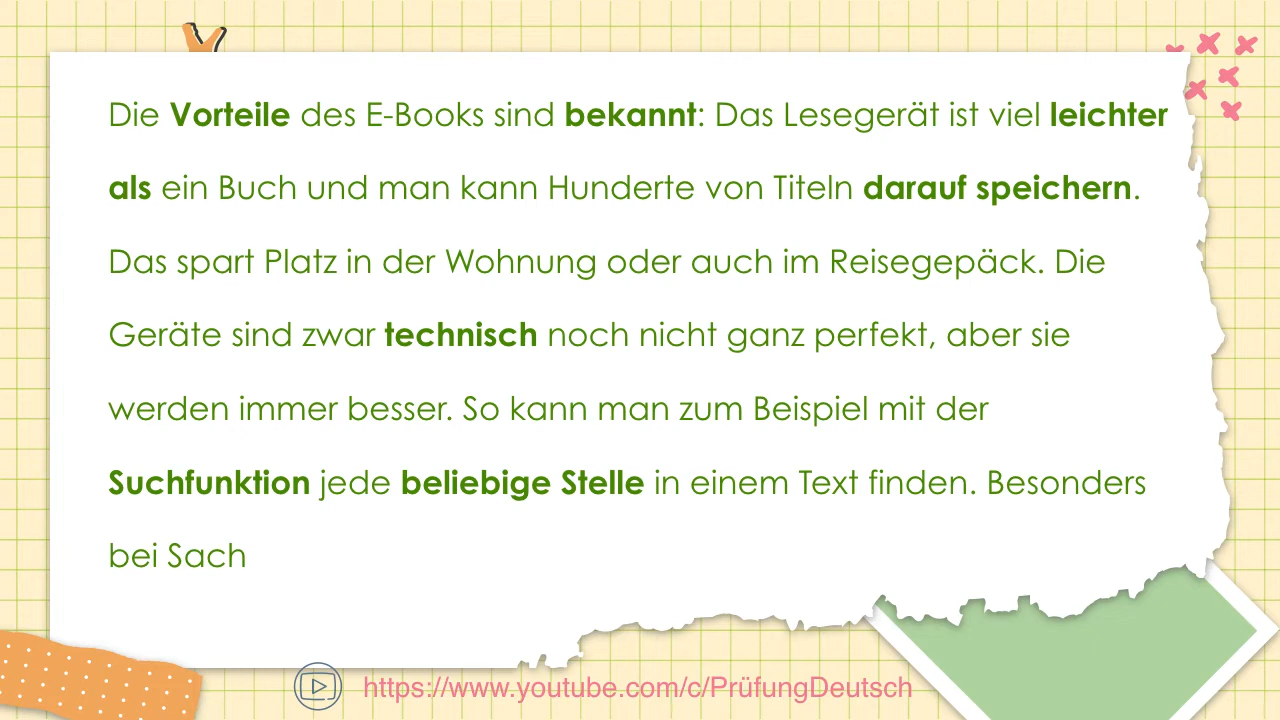 Die Vorteile des E-Books sind bekannt: Das Lesegerät ist viel leichter
als ein Buch und man kann Hunderte von Titeln darauf speichern.
Das spart Platz in der Wohnung oder auch im Reisegepäck. Die
Geräte sind zwar technisch noch nicht ganz perfekt, aber sie
werden immer besser. So kann man zum Beispiel mit der
Suchfunktion jede beliebige Stelle in einem Text finden. Besonders
bei Sach
https://www.youtube.com/c/PrüfungDeutsch